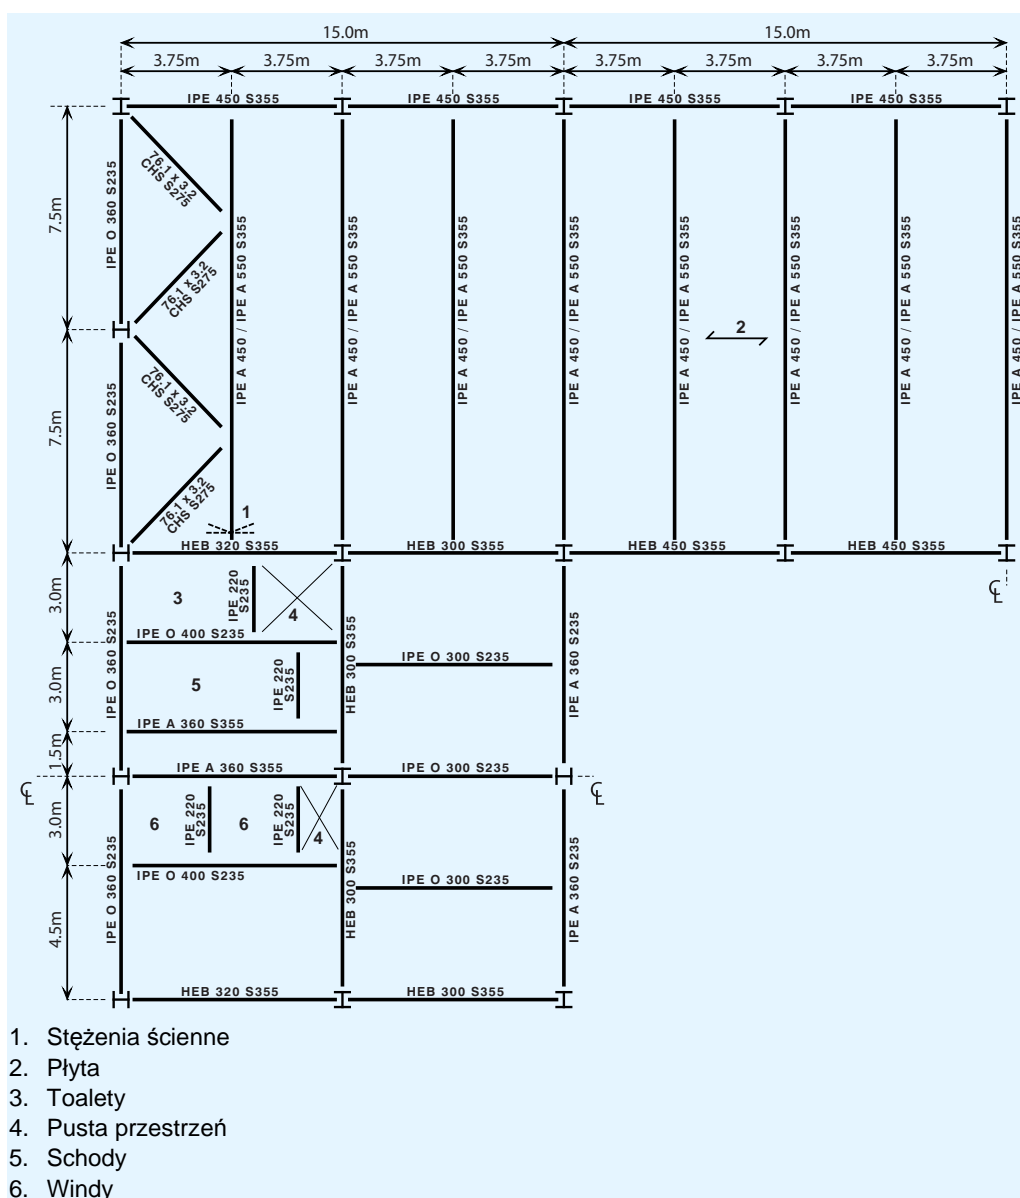 15.0m 15.0m
3.75m 3.75m 3.75m 3.75m 3.75m 3.75m 3.75m 3.75m
IPE 450 S355 IPE 450 S355 IPE 450 S355 IPE 450 S355
7.5m
IPE O 360 S235
76.1 x 3.2
CHS S275
76.1 x 3.2
CHS S275
IPE A 450 / IPE A 550 S355
IPE A 450 / IPE A 550 S355
IPE A 450 / IPE A 550 S355
IPE A 450 / IPE A 550 S355
IPE A 450 / IPE A 550 S355
IPE A 450 / IPE A 550 S355
IPE A 450 / IPE A 550 S355
IPE A 450 / IPE A 550 S355
2
7.5m
IPE O 360 S235
76.1 x 3.2
CHS S275
76.1 x 3.2
CHS S275
1
HEB 320 S355 HEB 300 S355 HEB 450 S355 HEB 450 S355
3.0m
3
IPE 220
S235
4
℄
IPE O 400 S235
IPE O 360 S235
HEB 300 S355
IPE O 300 S235
IPE A 360 S235
3.0m
5
IPE 220
S235
IPE A 360 S355
1.5m
IPE A 360 S355 IPE O 300 S235
℄ ℄
3.0m
6
IPE 220
S235
6
IPE 220
S235
4
IPE O 400 S235
IPE O 360 S235
HEB 300 S355
IPE O 300 S235
IPE A 360 S235
4.5m
HEB 320 S355 HEB 300 S355
1. Stężenia ścienne
2. Płyta
3. Toalety
4. Pusta przestrzeń
5. Schody
6. Windy